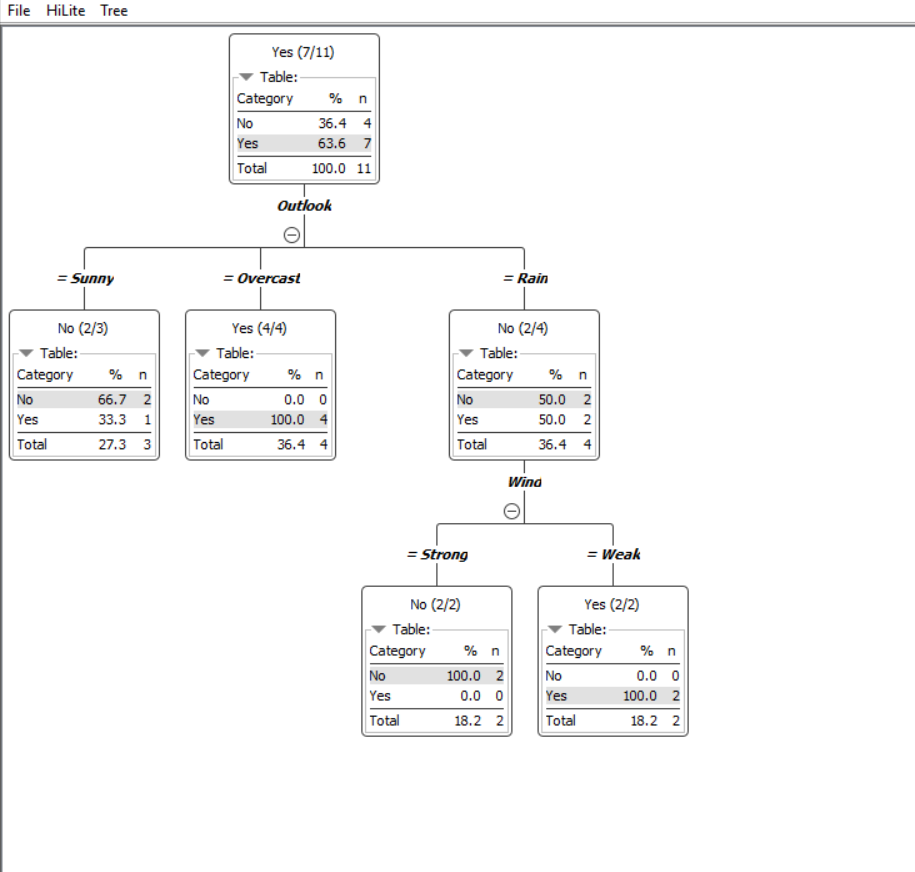 File HiLite Tree
Yes (7/11)
Table:
Category % n
No 36.4 4
Yes 63.6 7
Total 100.0 11
Outlook
= Sunny
= Overcast
= Rain
No (2/3)
Table:
Category % n
No 66.7 2
Yes 33.3 1
Total 27.3 3
Yes (4/4)
Table:
Category % n
No 0.0 0
Yes 100.0 4
Total 36.4 4
No (2/4)
Table:
Category % n
No 50.0 2
Yes 50.0 2
Total 36.4 4
Wind
= Strong
= Weak
No (2/2)
Table:
Category % n
No 100.0 2
Yes 0.0 0
Total 18.2 2
Yes (2/2)
Table:
Category % n
No 0.0 0
Yes 100.0 2
Total 18.2 2